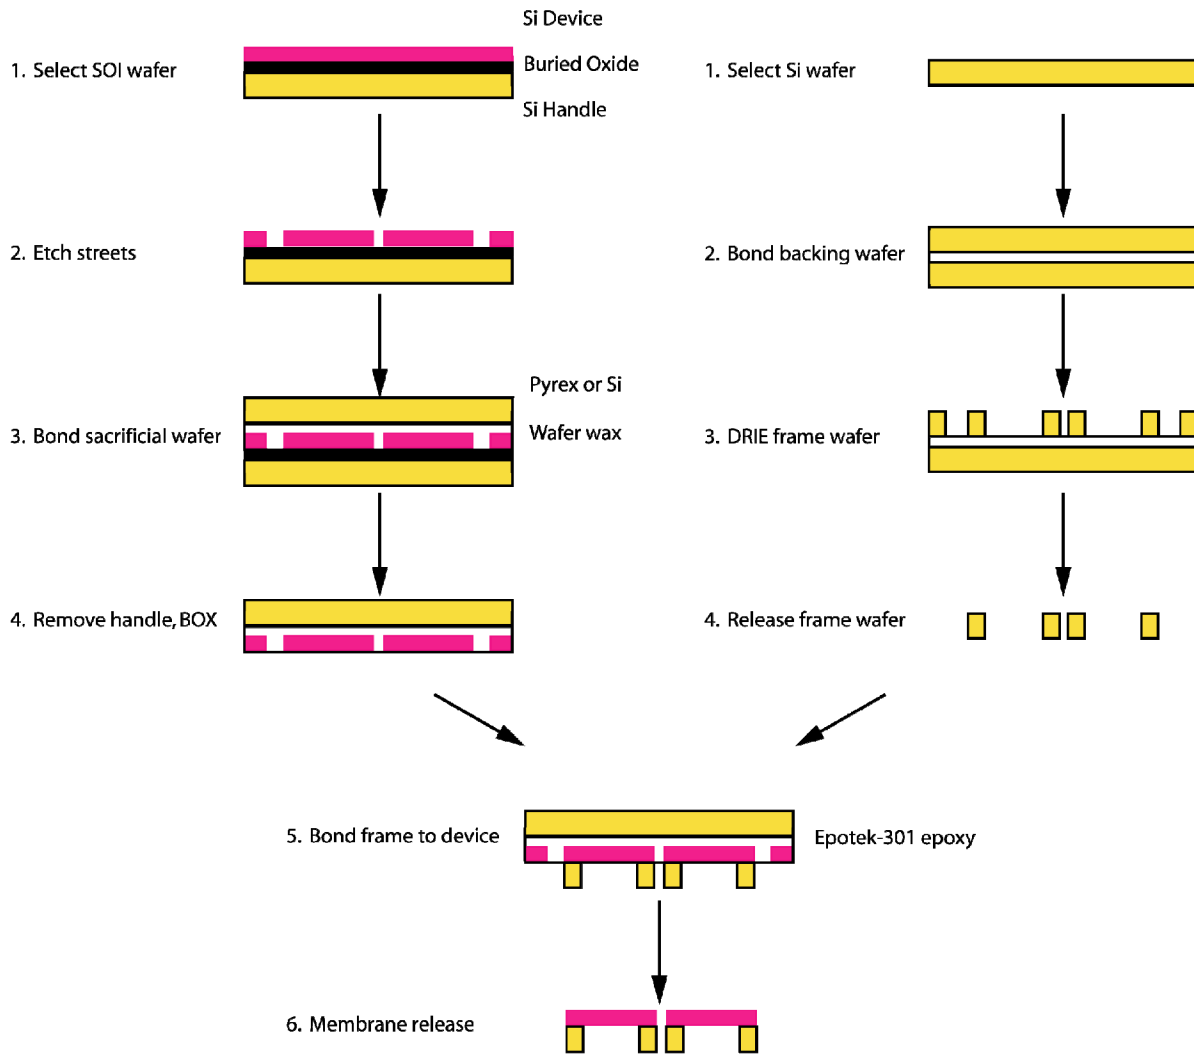 Si Device
1. Select SOI wafer
Buried Oxide
Si Handle
1. Select Si wafer
2. Etch streets
2. Bond backing wafer
Pyrex or Si
3. Bond sacrificial wafer
Wafer wax
3. DRIE frame wafer
4. Remove handle, BOX
4. Release frame wafer
5. Bond frame to device
Epotek-301 epoxy
6. Membrane release